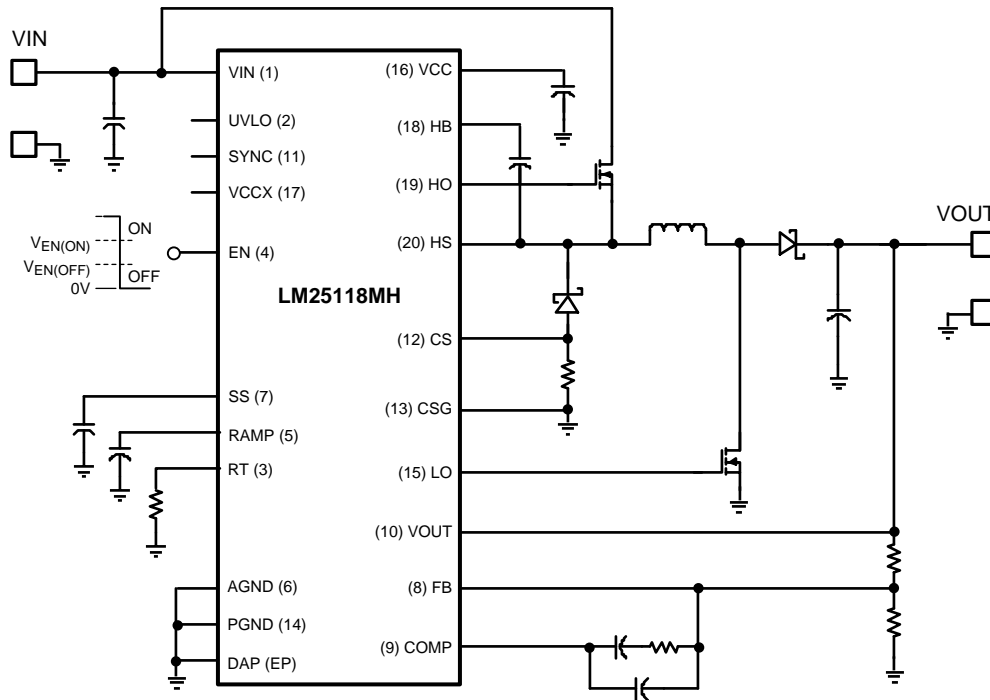 VIN
VIN (1)
UVLO (2)
SYNC (11)
VCCX (17)
VEN(ON)
VEN(OFF)
0V
ON
OFF
EN (4)
LM25118MH
SS (7)
RAMP (5)
RT (3)
AGND (6)
PGND (14)
DAP (EP)
(16) VCC
(18) HB
(19) HO
(20) HS
(12) CS
(13) CSG
(15) LO
(10) VOUT
(8) FB
(9) COMP
VOUT